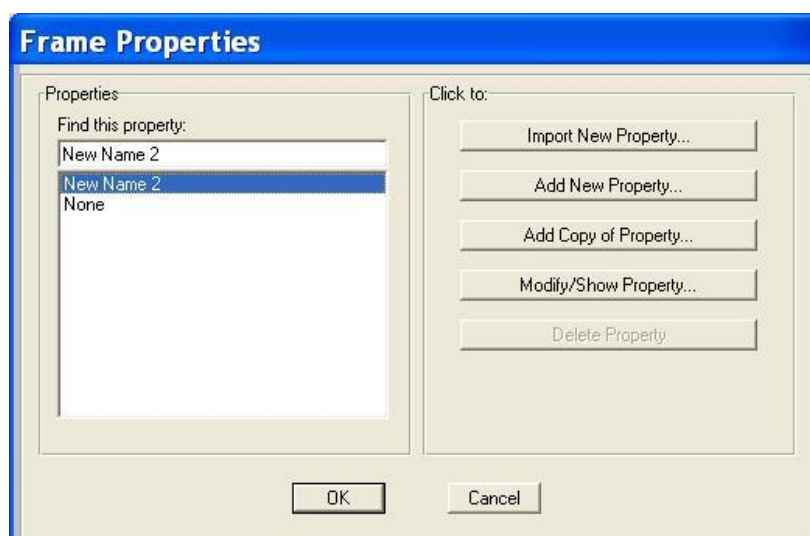 Frame Properties
Properties
Find this property:
New Name 2
New Name 2
None
Click to:
Import New Property...
Add New Property...
Add Copy of Property...
Modify/Show Property...
Delete Property
OK
Cancel